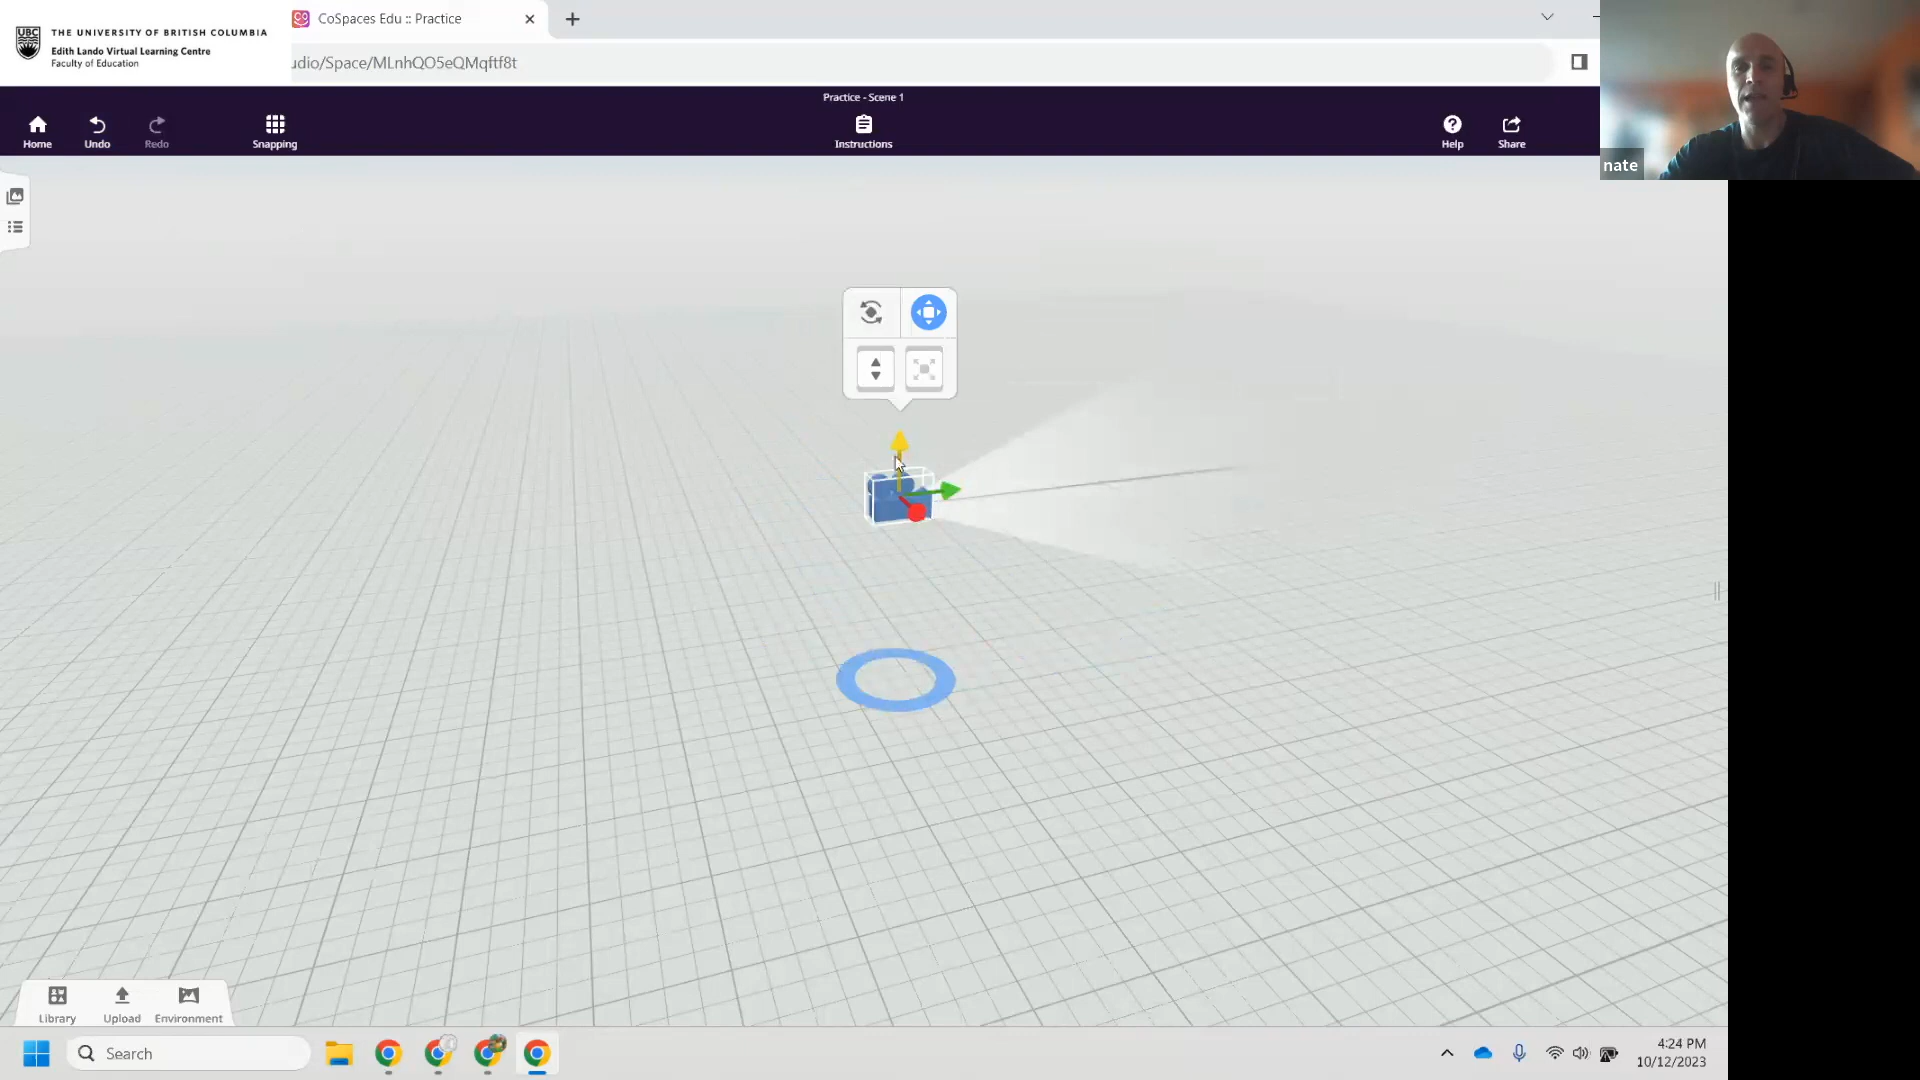 CoSpaces Edu :: Practice
UBC
THE UNIVERSITY OF BRITISH COLUMBIA
Edith Lando Virtual Learning Centre
Faculty of Education
udio/Space/MLnhQO5eQMqftf8t
Practice - Scene 1
Home
Undo
Redo
Snapping
Instructions
Help
Share
nate
Library
Upload
Environment
Search
4:24 PM
10/12/2023